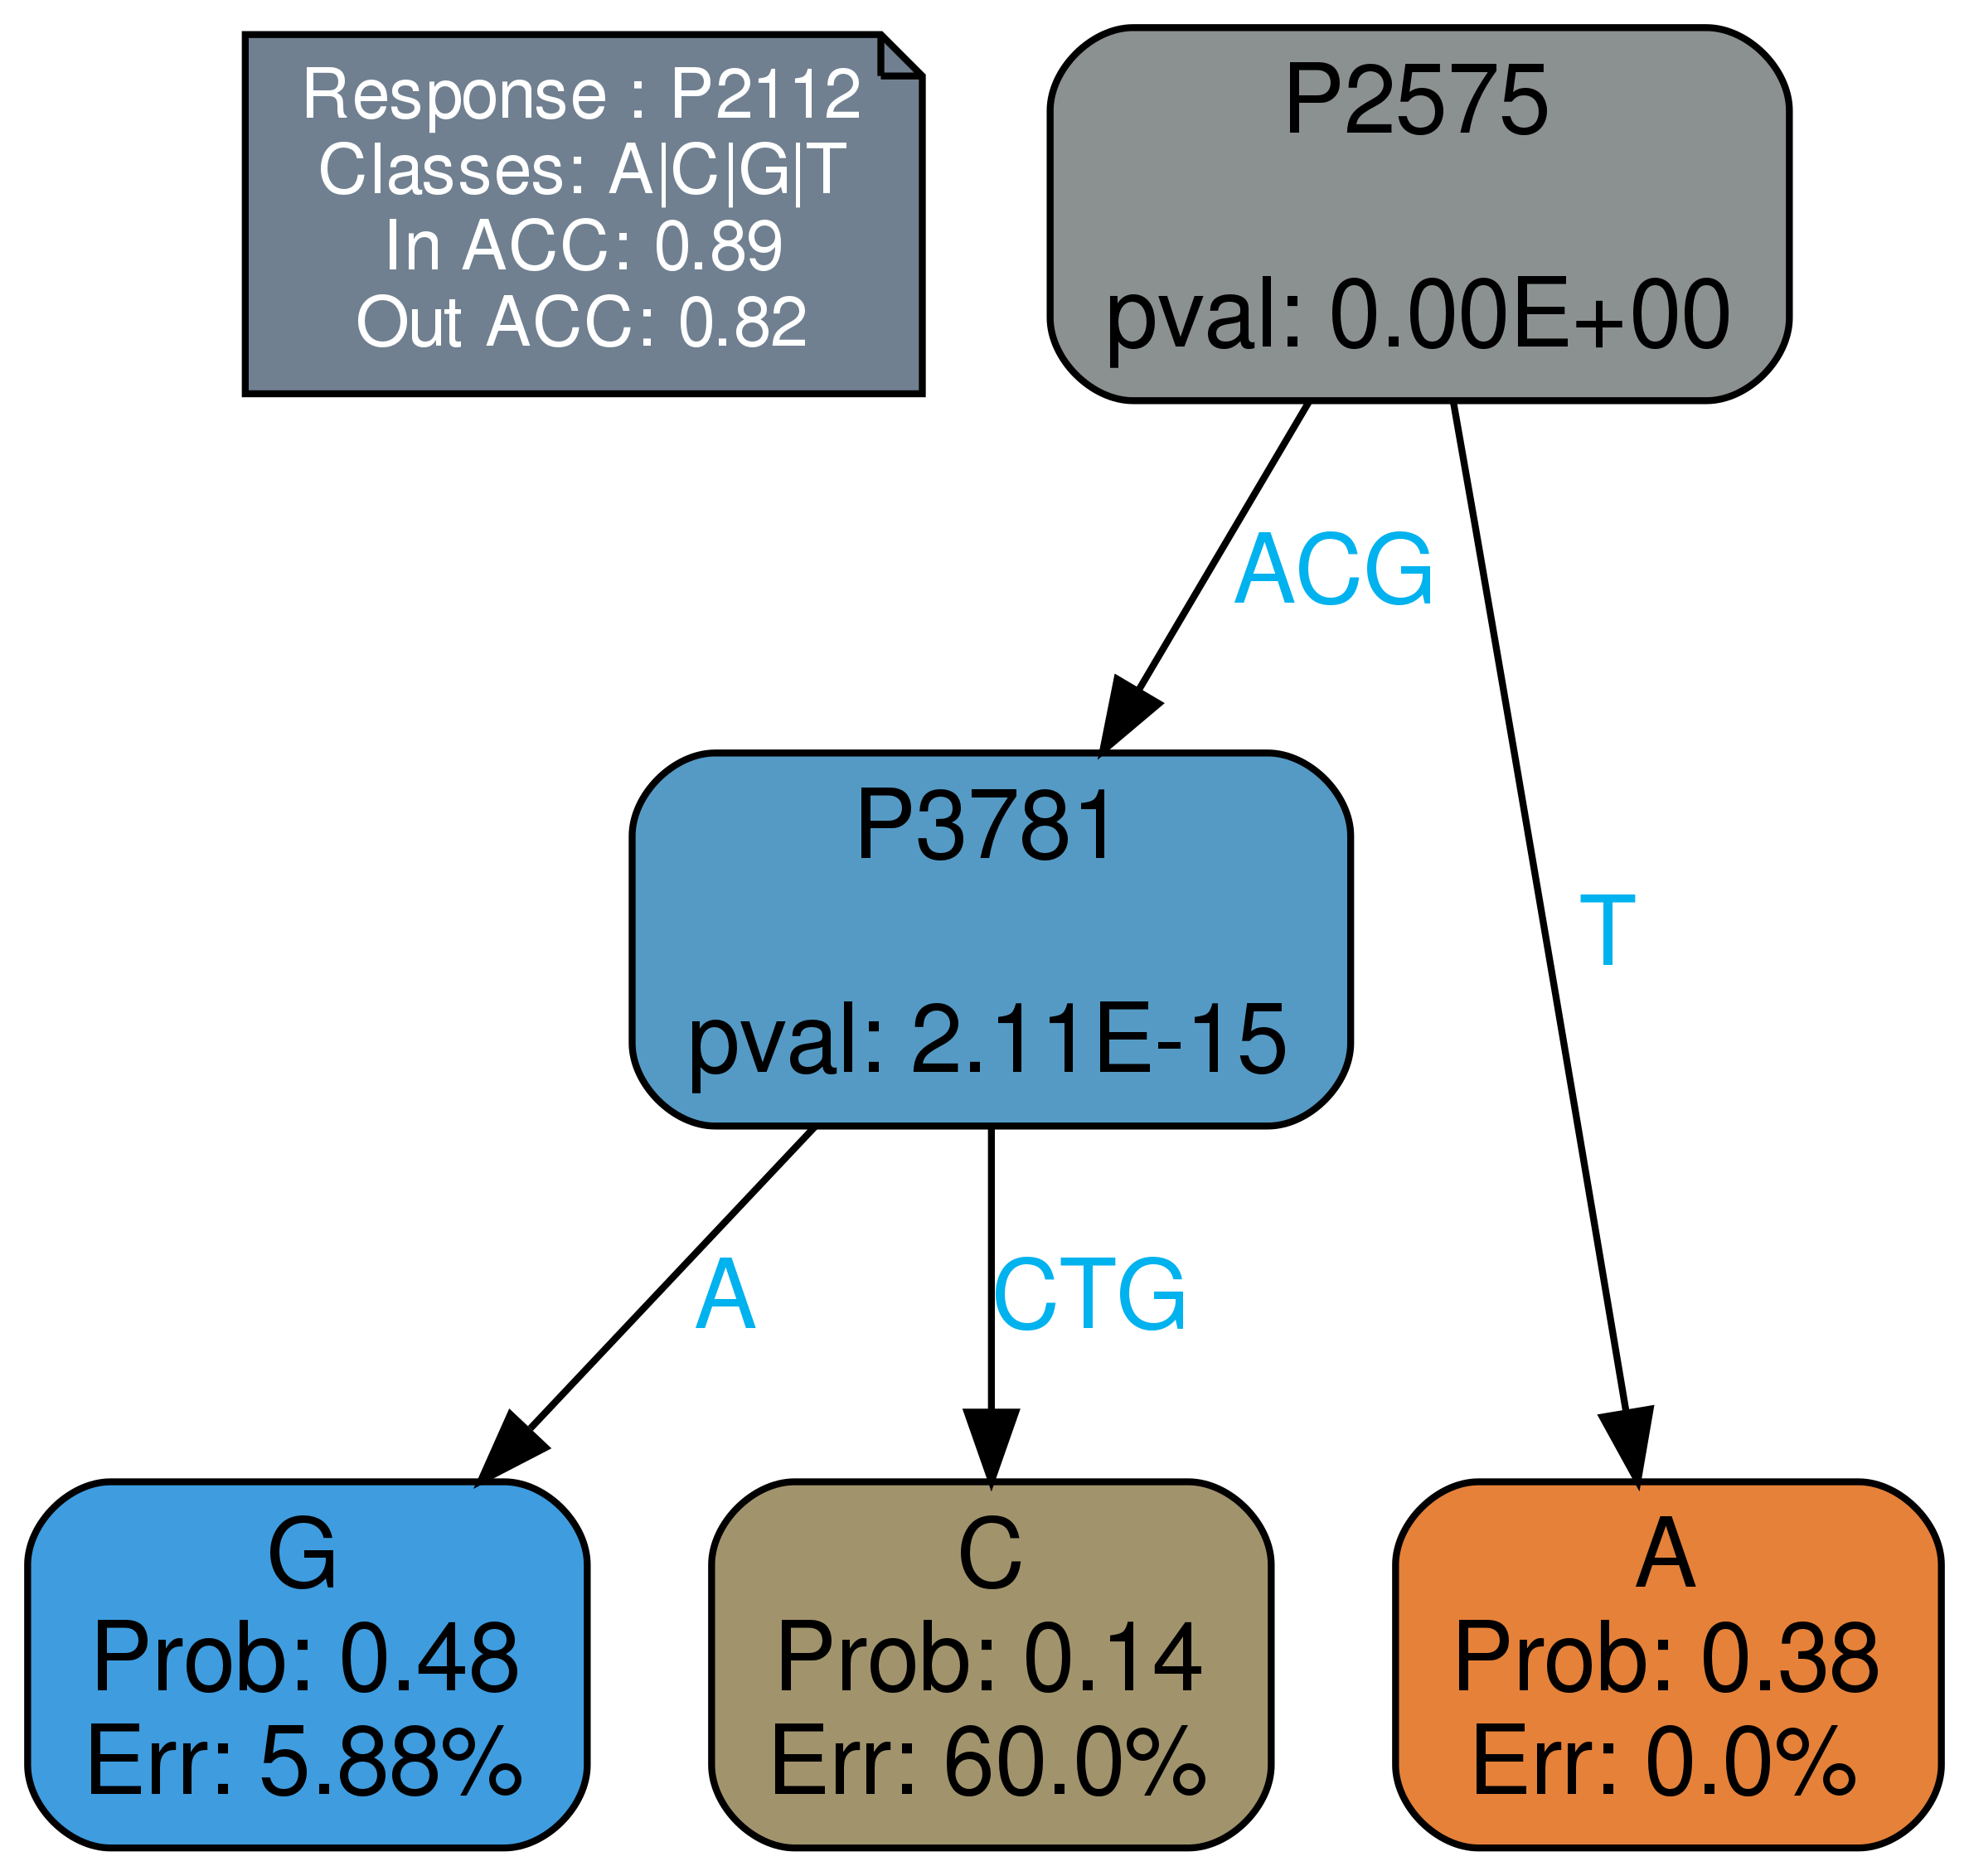 Response : P2112
Classes: A|C|G|T
In ACC: 0.89
Out ACC: 0.82
P2575
pval: 0.00E+00
ACG
T
P3781
pval: 2.11E-15
A
CTG
G
Prob: 0.48
Err: 5.88%
C
Prob: 0.14
Err: 60.0%
A
Prob: 0.38
Err: 0.0%